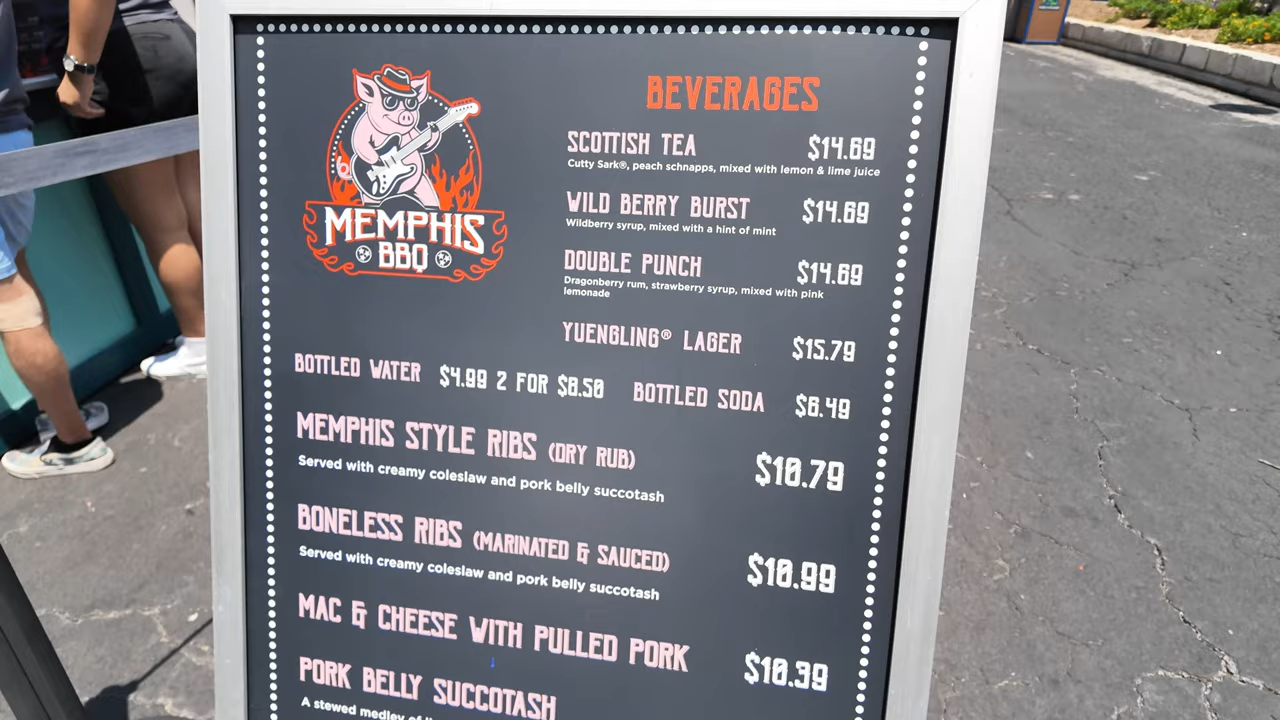 MEMPHIS
BBQ
BEVERAGES
SCOTTISH TEA $14.69
Cutty Sark®, peach schnapps, mixed with lemon & lime juice
WILD BERRY BURST $14.69
Wildberry syrup, mixed with a hint of mint
DOUBLE PUNCH $14.69
Dragonberry rum, strawberry syrup, mixed with pink
lemonade
YUENGLING® LAGER $15.79
BOTTLED WATER $4.99 2 FOR $8.50 BOTTLED SODA $6.49
MEMPHIS STYLE RIBS (DRY RUB) $10.79
Served with creamy coleslaw and pork belly succotash
BONELESS RIBS (MARINATED & SAUCED) $10.99
Served with creamy coleslaw and pork belly succotash
MAC & CHEESE WITH PULLED PORK $10.39
PORK BELLY SUCCOTASH
A stewed medley of